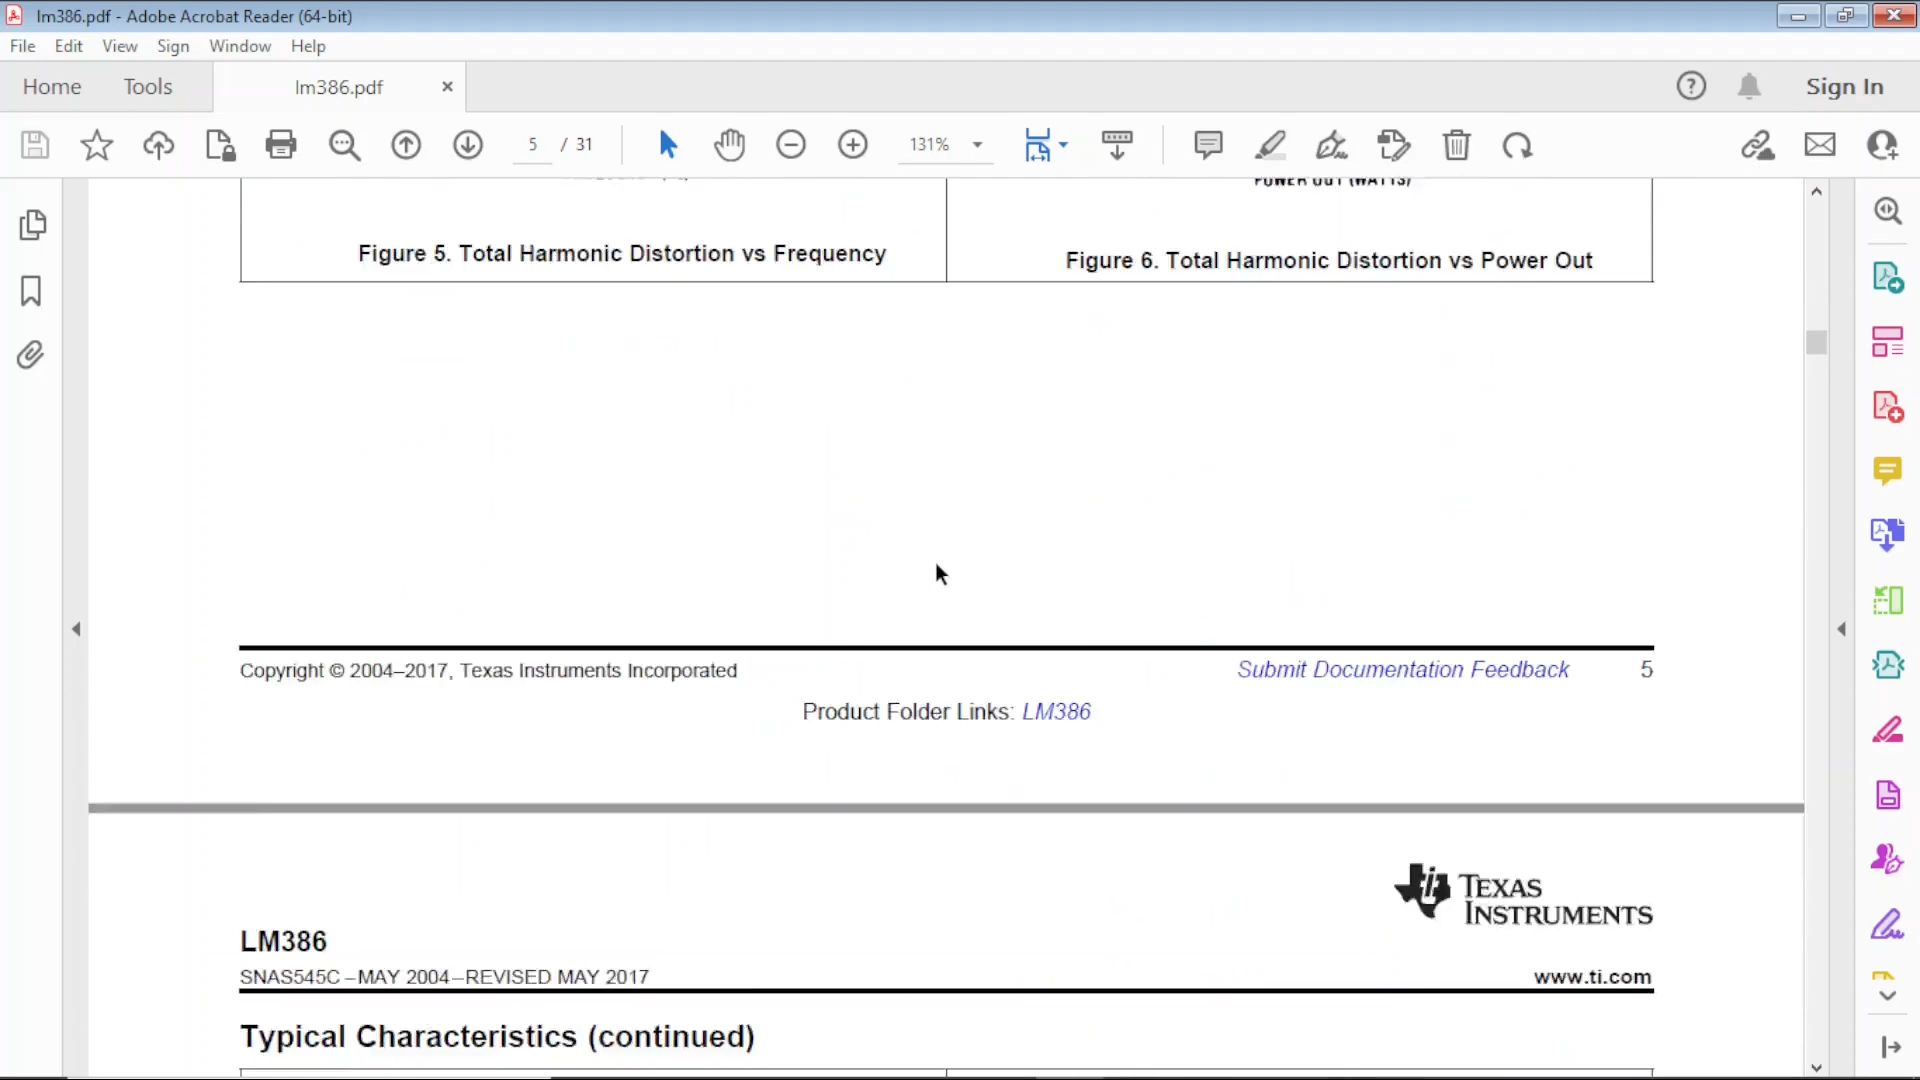 lm386.pdf - Adobe Acrobat Reader (64-bit)
File Edit View Sign Window Help
Home Tools lm386.pdf Sign In
5 / 31 131%
POWER OUT (WATTS)
Figure 5. Total Harmonic Distortion vs Frequency
Figure 6. Total Harmonic Distortion vs Power Out
Copyright © 2004–2017, Texas Instruments Incorporated
Submit Documentation Feedback 5
Product Folder Links: LM386
TEXAS
INSTRUMENTS
LM386
SNAS545C –MAY 2004–REVISED MAY 2017
www.ti.com
Typical Characteristics (continued)